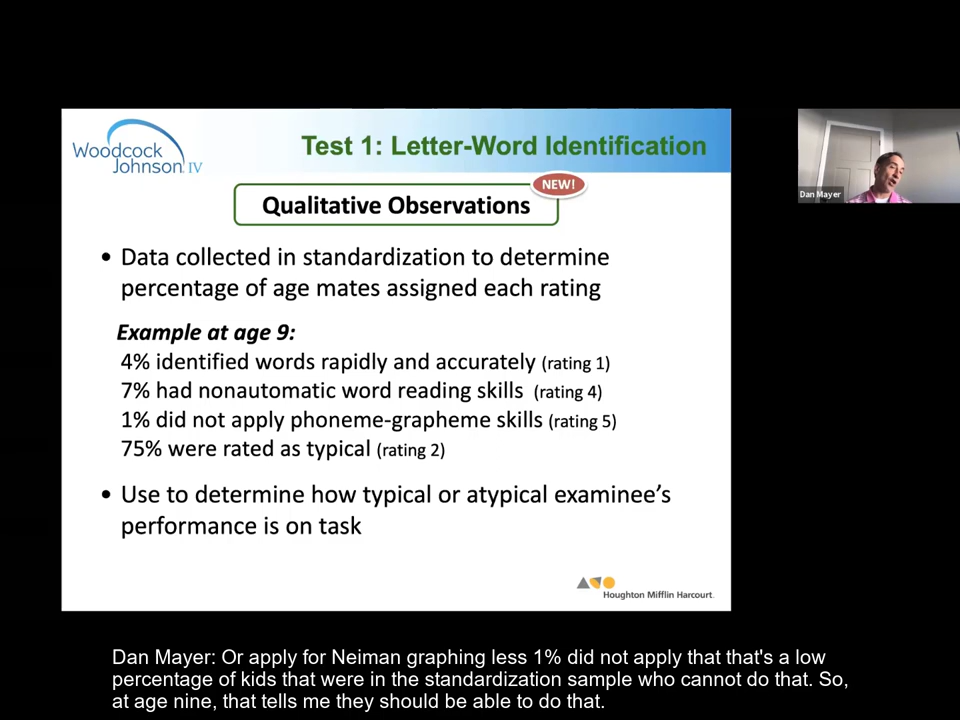 Woodcock
Johnson IV
Test 1: Letter-Word Identification
NEW!
Qualitative Observations
• Data collected in standardization to determine
percentage of age mates assigned each rating
Example at age 9:
4% identified words rapidly and accurately (rating 1)
7% had nonautomatic word reading skills (rating 4)
1% did not apply phoneme-grapheme skills (rating 5)
75% were rated as typical (rating 2)
• Use to determine how typical or atypical examinee's
performance is on task
Houghton Mifflin Harcourt.
Dan Mayer
Dan Mayer: Or apply for Neiman graphing less 1% did not apply that that's a low
percentage of kids that were in the standardization sample who cannot do that. So,
at age nine, that tells me they should be able to do that.